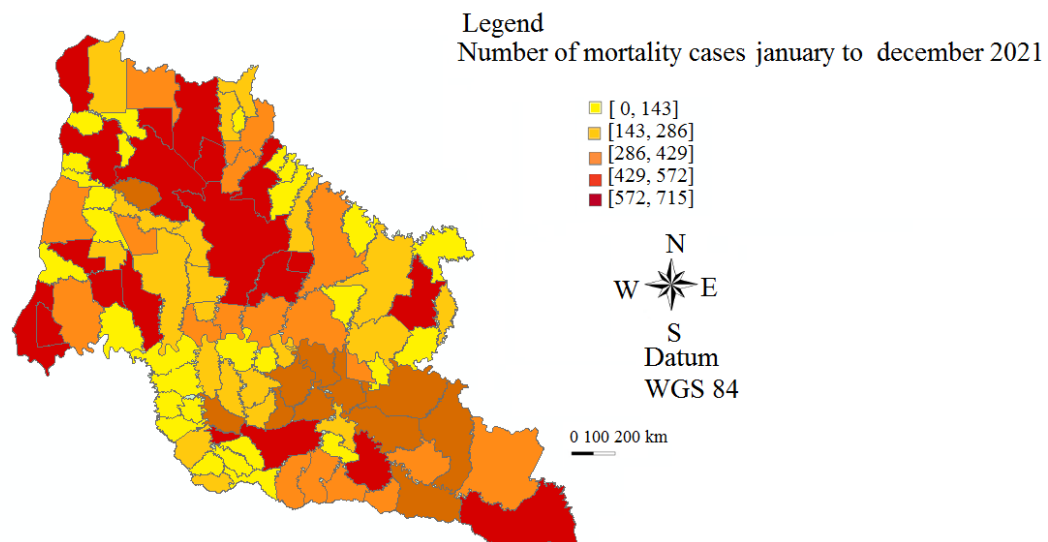 Legend
Number of mortality cases january to december 2021
[ 0, 143]
[143, 286]
[286, 429]
[429, 572]
[572, 715]
N
W E
S
Datum
WGS 84
0 100 200 km